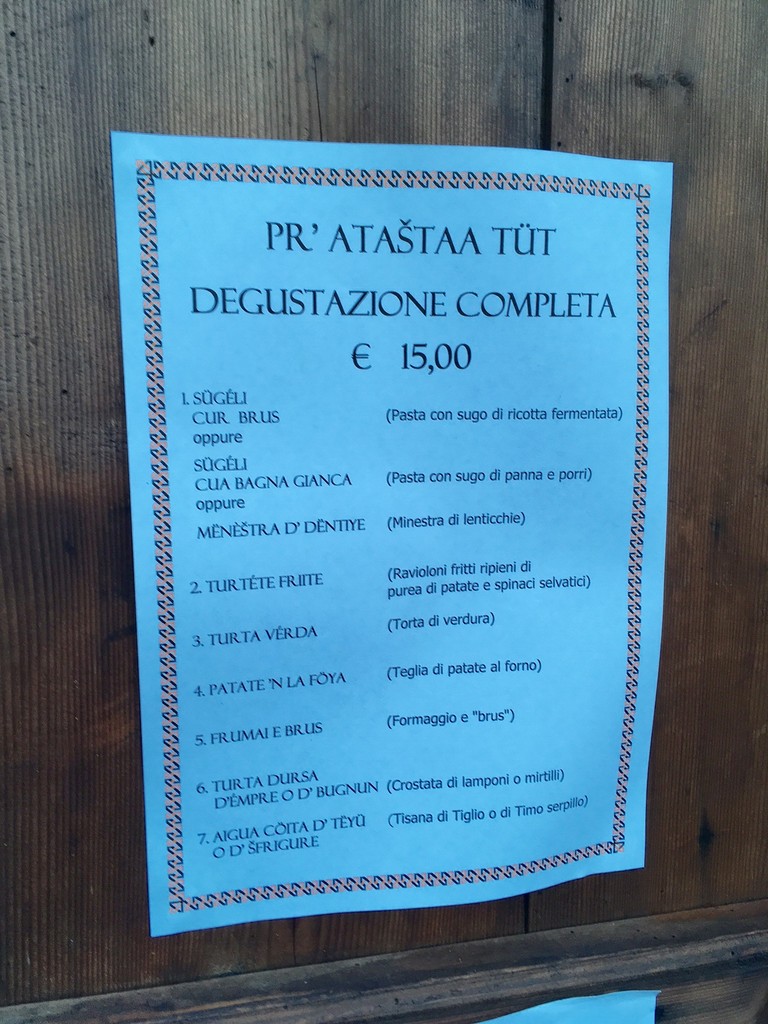 PR' ATAŠTAA TÜT
DEGUSTAZIONE COMPLETA
€ 15,00
1. SÜGÉLI
CUR BRUS (Pasta con sugo di ricotta fermentata)
oppure
SÜGÉLI
CUA BAGNA GIANCA (Pasta con sugo di panna e porri)
oppure
MËNÈŠTRA D' DËNTIYE (Minestra di lenticchie)
2. TURTÉTE FRIITE (Ravioloni fritti ripieni di
purea di patate e spinaci selvatici)
3. TURTA VÉRDA (Torta di verdura)
4. PATATE 'N LA FÖYA (Teglia di patate al forno)
5. FRUMAI E BRUS (Formaggio e "brus")
6. TURTA DURSA
D'ÉMPRE O D' BUGNUN (Crostata di lamponi o mirtilli)
7. AIGUA CÖITA D' TËYÜ (Tisana di Tiglio o di Timo serpillo)
O D' ŠFRIGURE